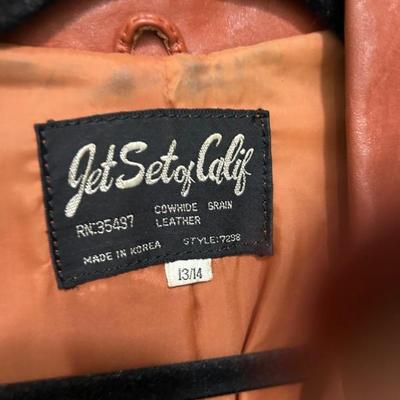 Jet Set of Calif
COWHIDE GRAIN
RN:35497 LEATHER
MADE IN KOREA STYLE:7298
13/14